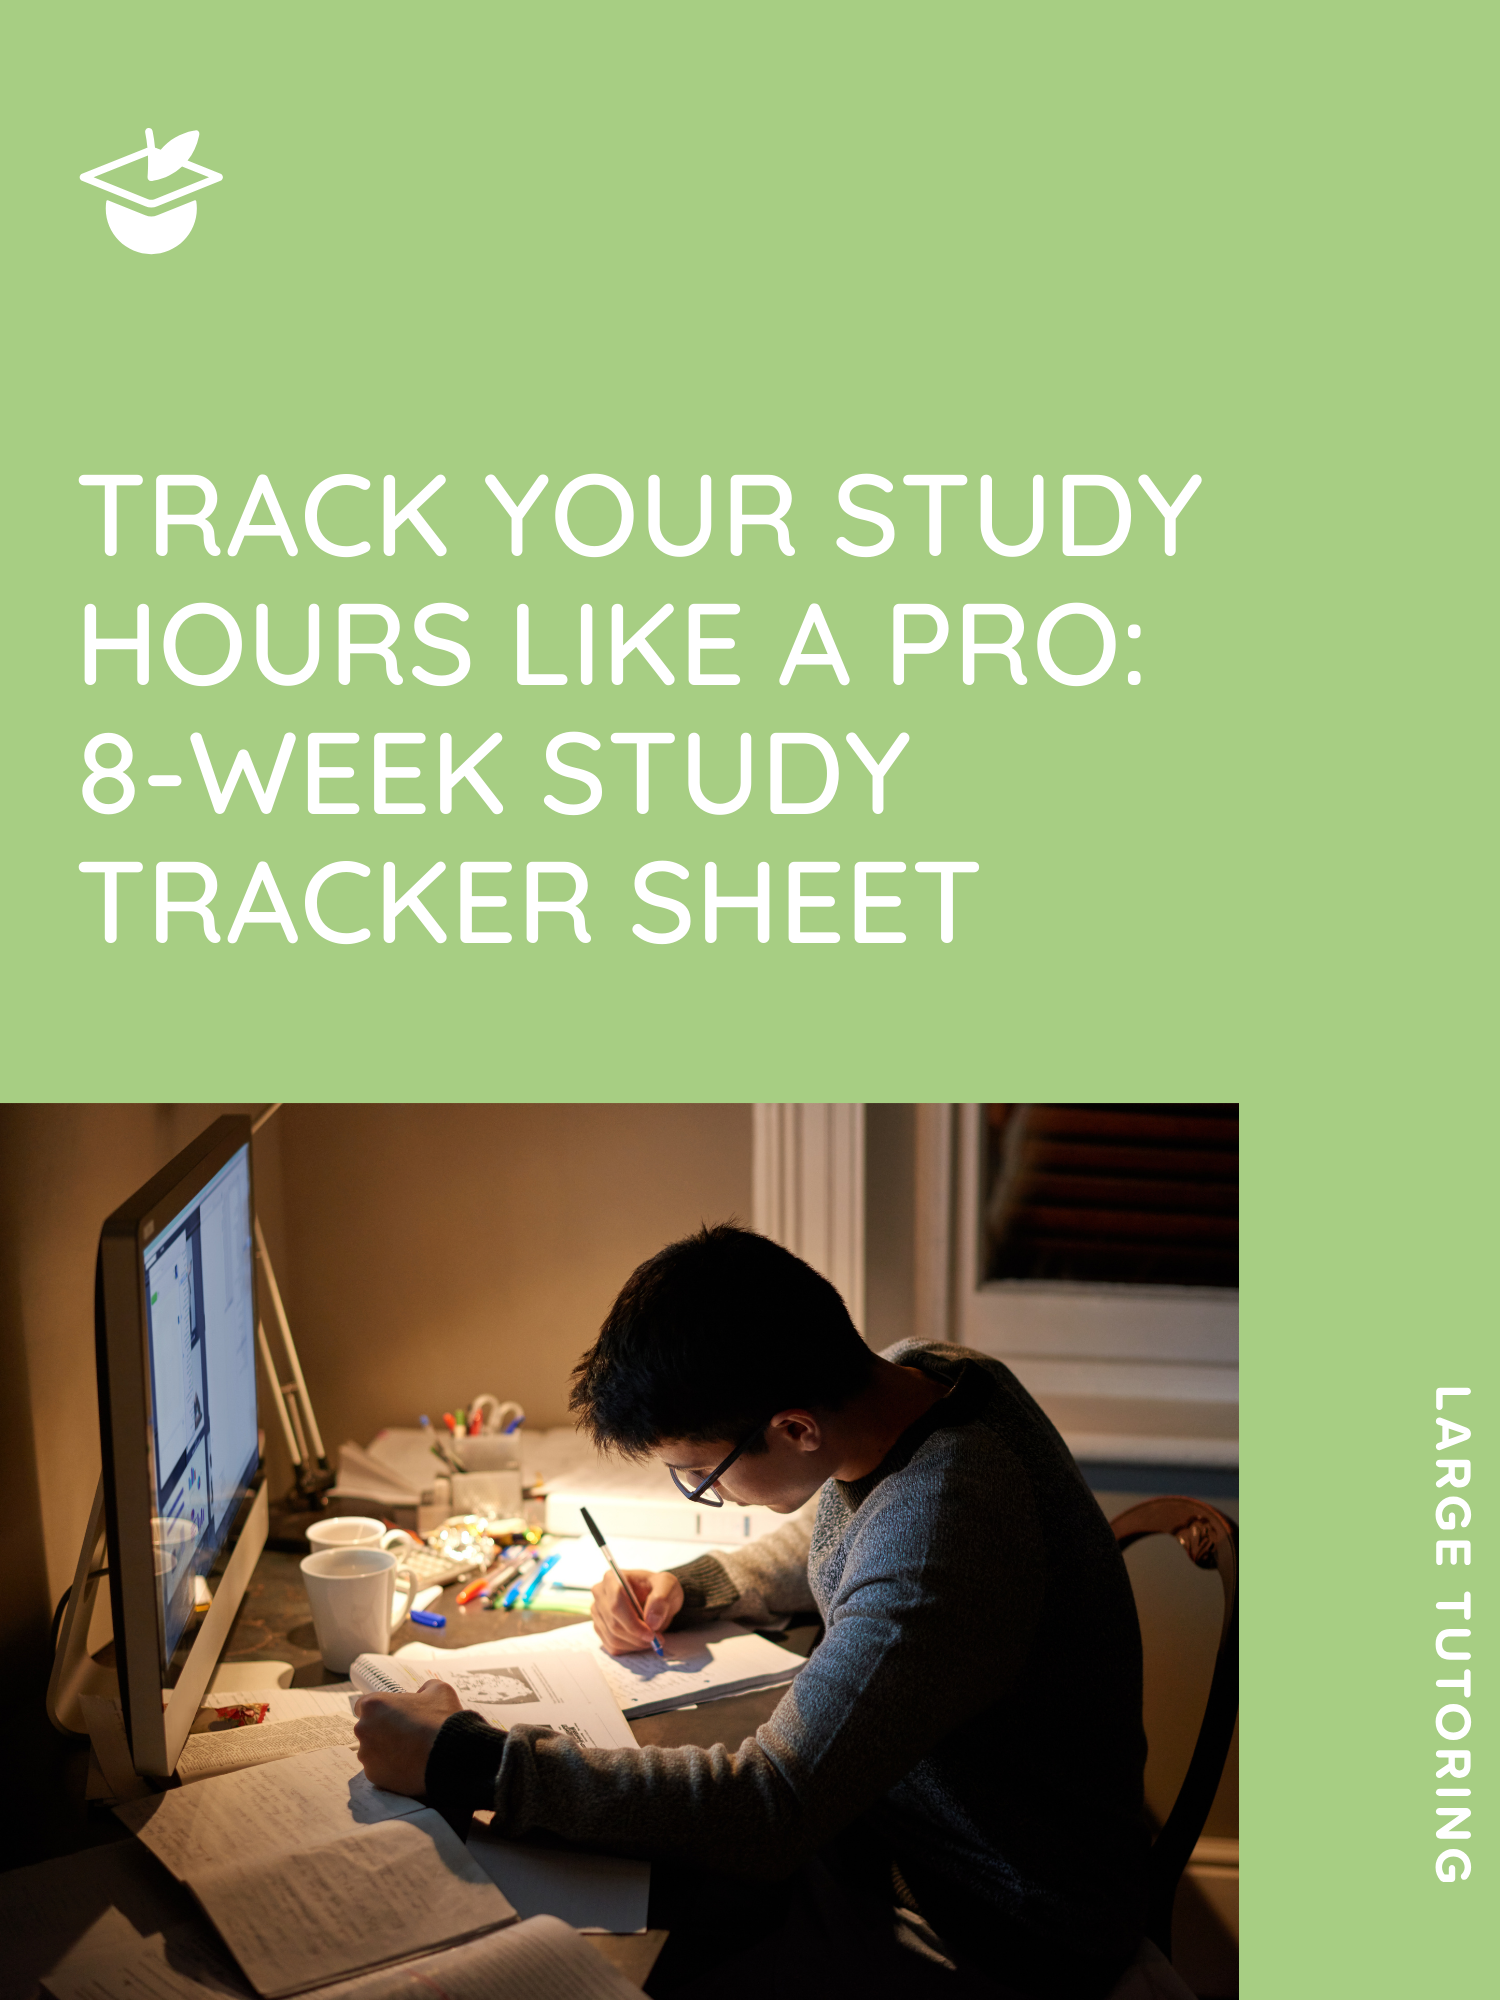 TRACK YOUR STUDY
HOURS LIKE A PRO:
8-WEEK STUDY
TRACKER SHEET
LARGE TUTORING